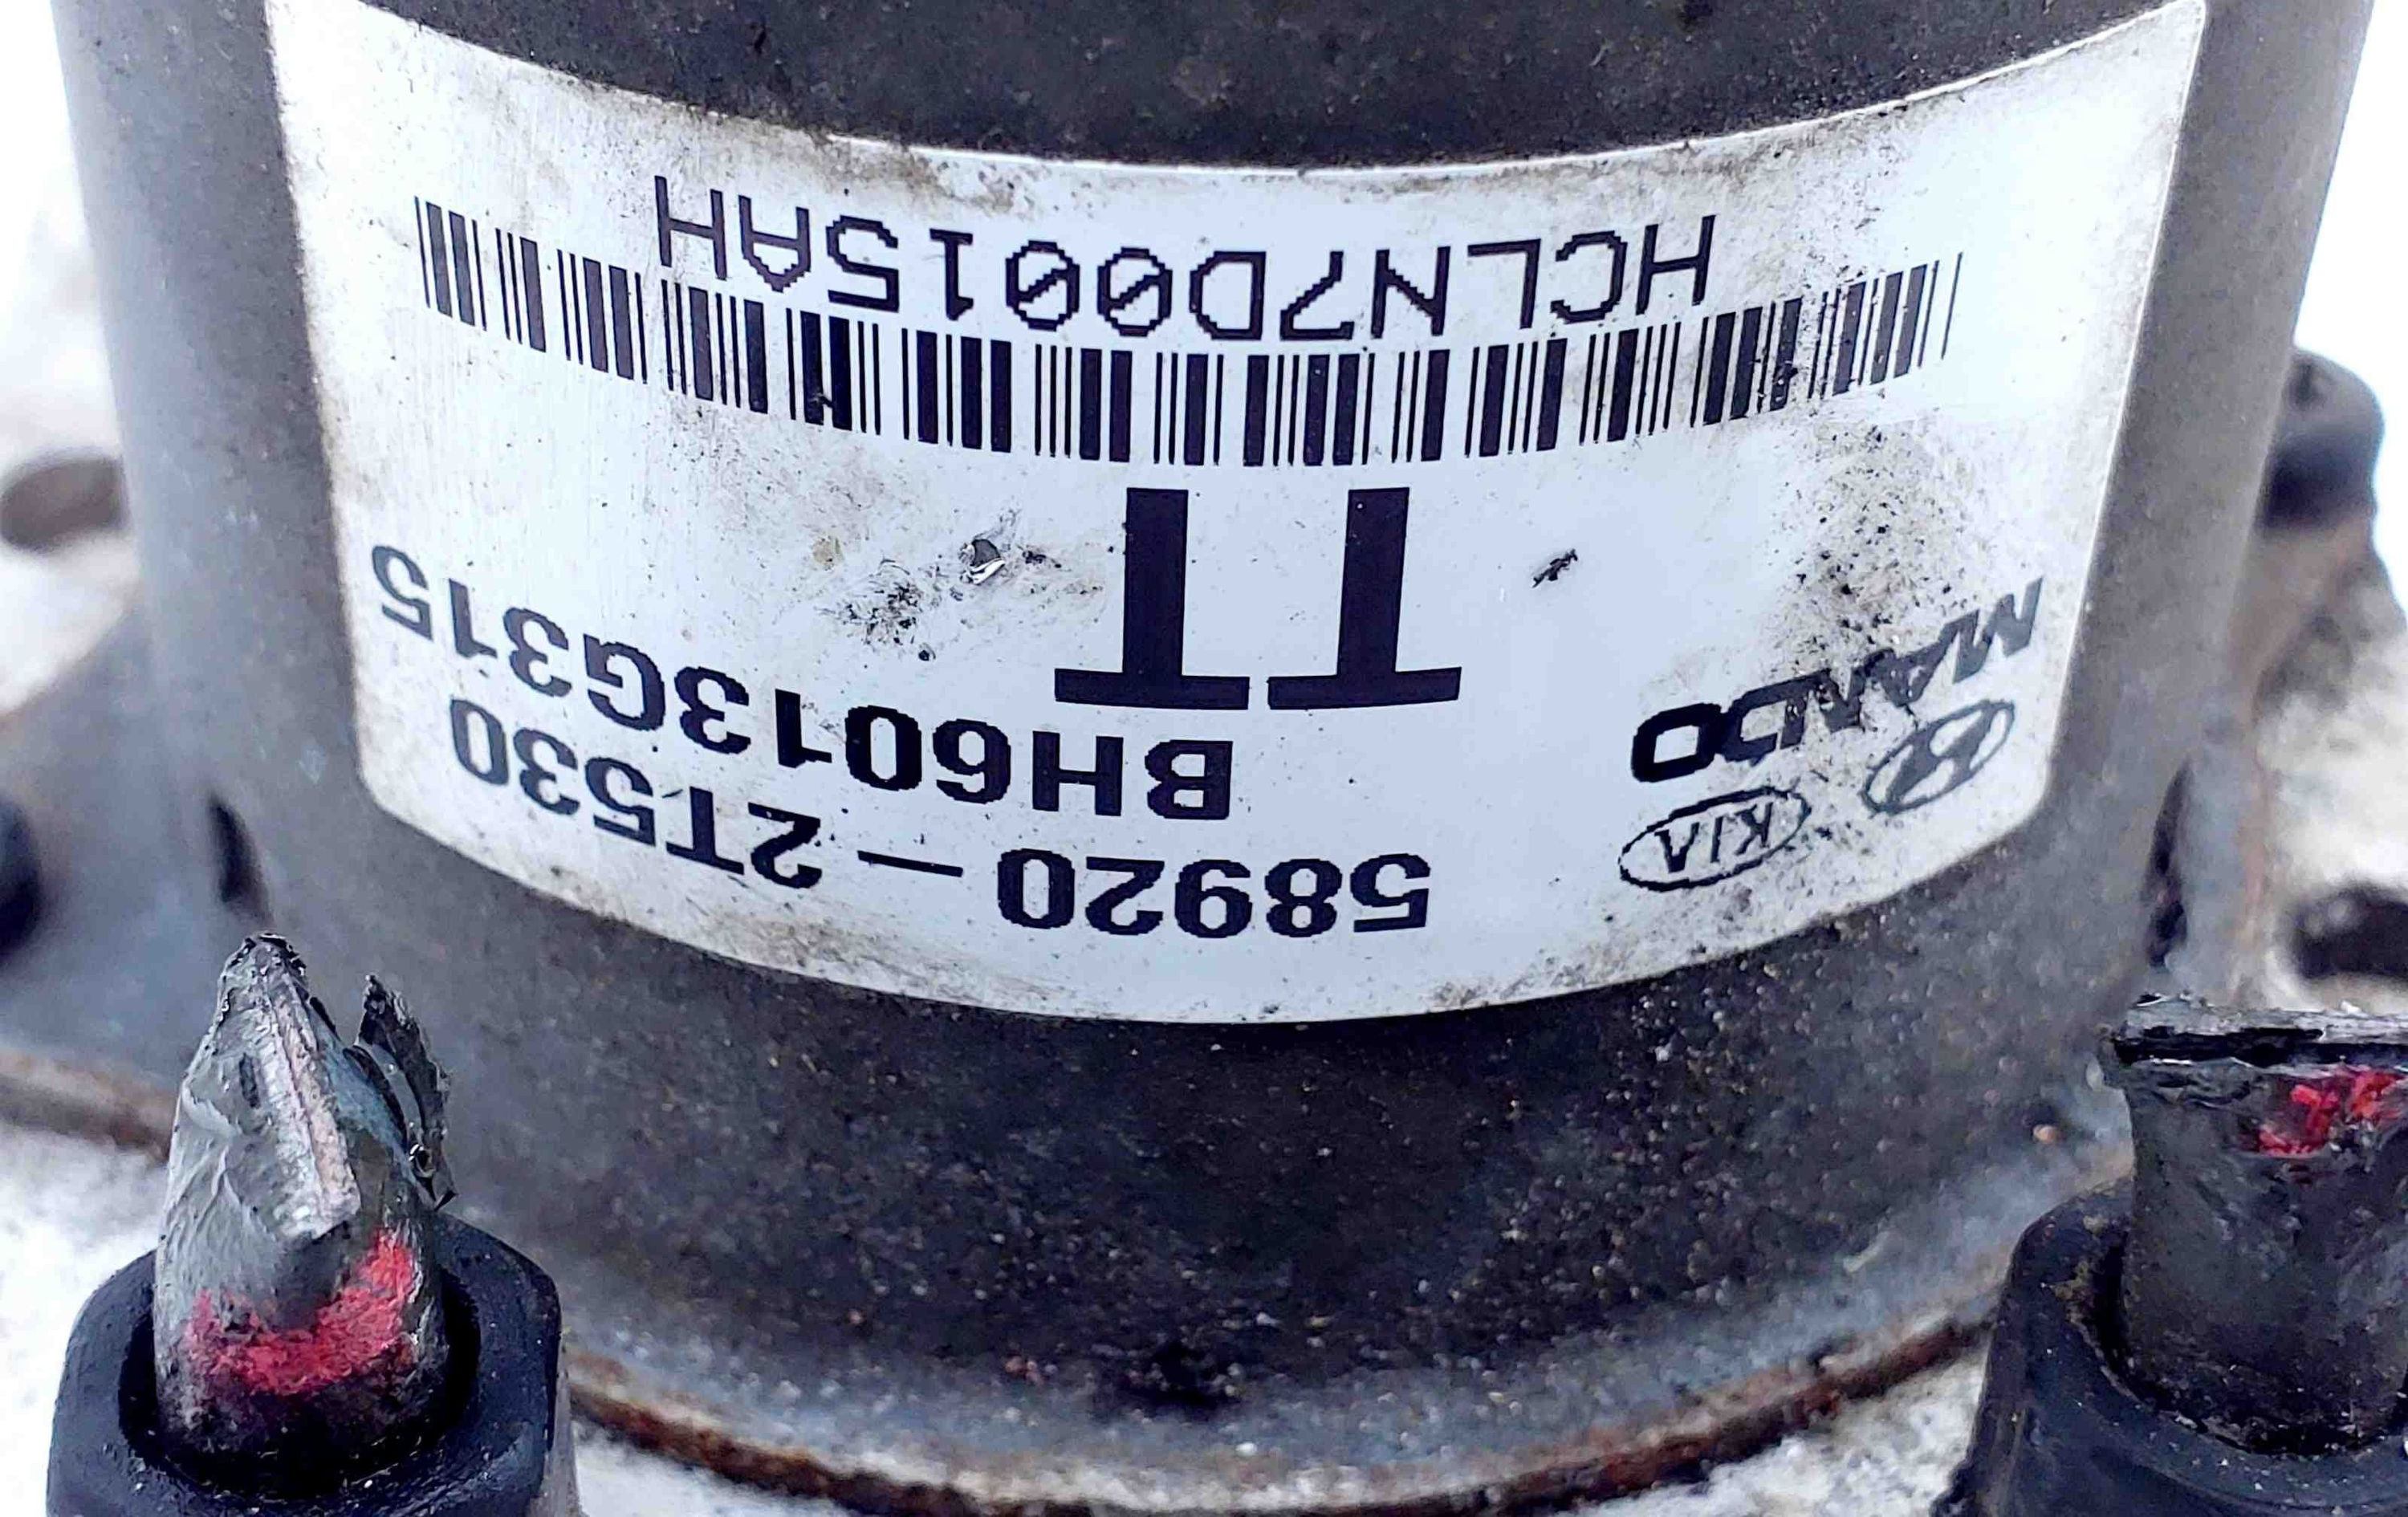 KIA
58920-2T530
MANDO
BH6013G315
TT
HCLN7D0015AH